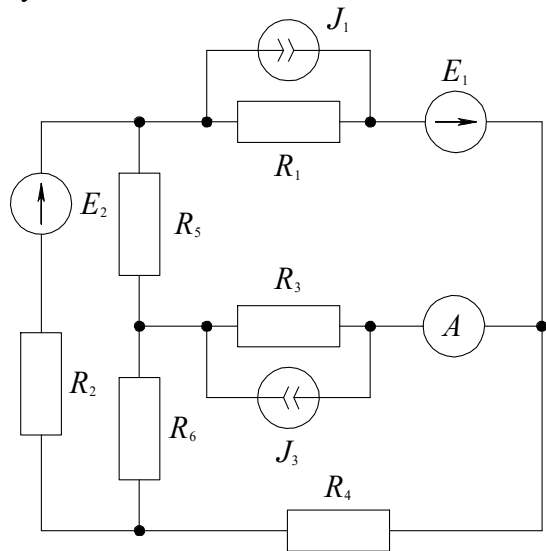 J₁
E₁
R₁
E₂
R₅
R₃
A
R₂
R₆
J₃
R₄